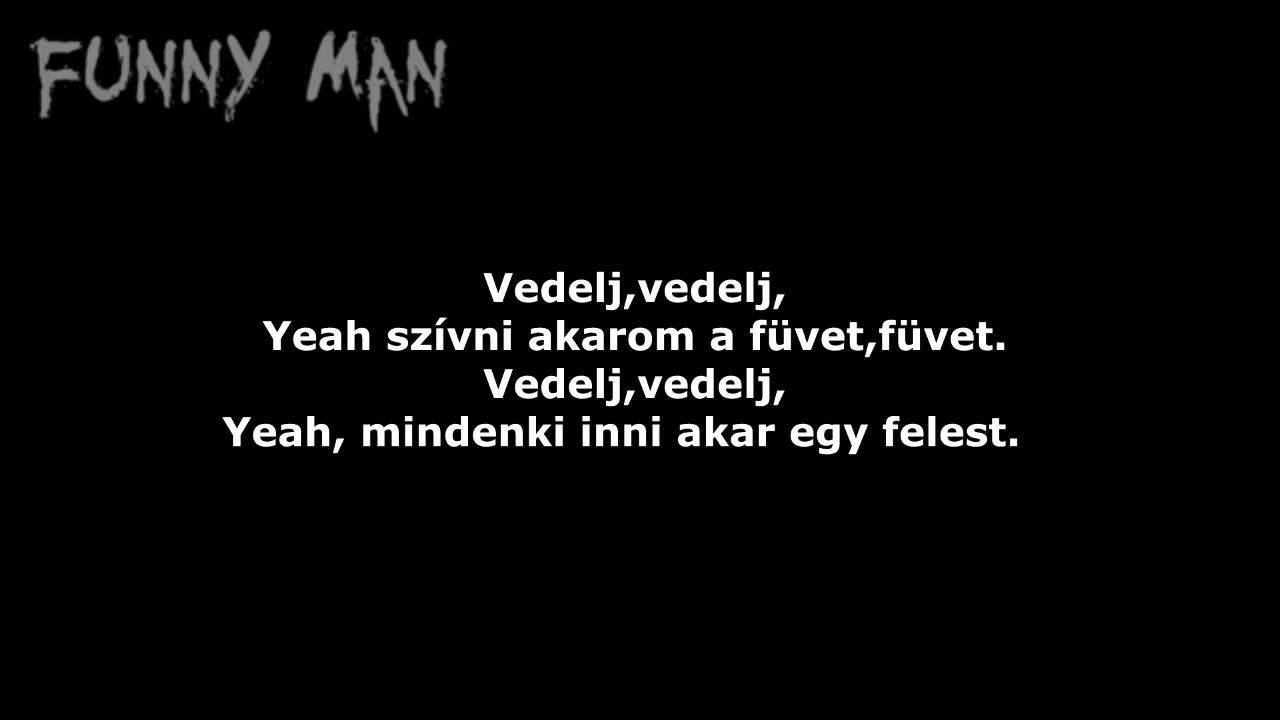 FUNNY MAN
Vedelj,vedelj,
Yeah szívni akarom a füvet,füvet.
Vedelj,vedelj,
Yeah, mindenki inni akar egy felest.